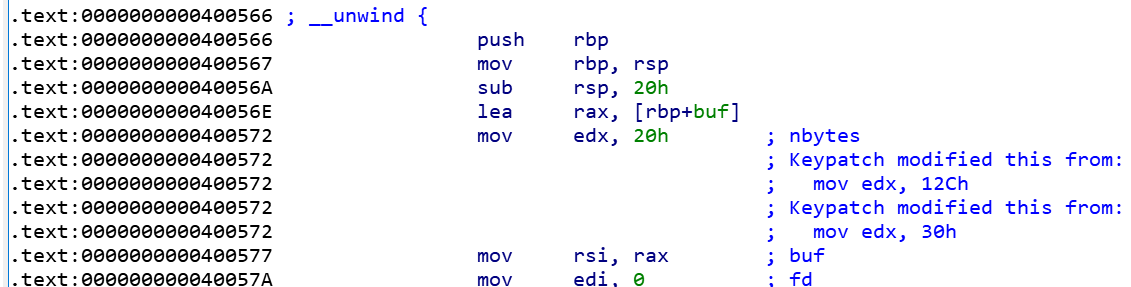 .text:0000000000400566 ; __unwind {
.text:0000000000400566 push rbp
.text:0000000000400567 mov rbp, rsp
.text:000000000040056A sub rsp, 20h
.text:000000000040056E lea rax, [rbp+buf]
.text:0000000000400572 mov edx, 20h ; nbytes
.text:0000000000400572 ; Keypatch modified this from:
.text:0000000000400572 ; mov edx, 12Ch
.text:0000000000400572 ; Keypatch modified this from:
.text:0000000000400572 ; mov edx, 30h
.text:0000000000400577 mov rsi, rax ; buf
.text:000000000040057A mov edi, 0 ; fd